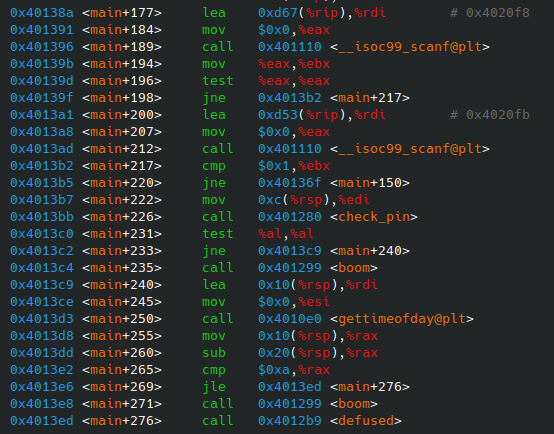 0x40138a <main+177> lea 0xd67(%rip),%rdi # 0x4020f8
0x401391 <main+184> mov $0x0,%eax
0x401396 <main+189> call 0x401110 <__isoc99_scanf@plt>
0x40139b <main+194> mov %eax,%ebx
0x40139d <main+196> test %eax,%eax
0x40139f <main+198> jne 0x4013b2 <main+217>
0x4013a1 <main+200> lea 0xd53(%rip),%rdi # 0x4020fb
0x4013a8 <main+207> mov $0x0,%eax
0x4013ad <main+212> call 0x401110 <__isoc99_scanf@plt>
0x4013b2 <main+217> cmp $0x1,%ebx
0x4013b5 <main+220> jne 0x40136f <main+150>
0x4013b7 <main+222> mov 0xc(%rsp),%edi
0x4013bb <main+226> call 0x401280 <check_pin>
0x4013c0 <main+231> test %al,%al
0x4013c2 <main+233> jne 0x4013c9 <main+240>
0x4013c4 <main+235> call 0x401299 <boom>
0x4013c9 <main+240> lea 0x10(%rsp),%rdi
0x4013ce <main+245> mov $0x0,%esi
0x4013d3 <main+250> call 0x4010e0 <gettimeofday@plt>
0x4013d8 <main+255> mov 0x10(%rsp),%rax
0x4013dd <main+260> sub 0x20(%rsp),%rax
0x4013e2 <main+265> cmp $0xa,%rax
0x4013e6 <main+269> jle 0x4013ed <main+276>
0x4013e8 <main+271> call 0x401299 <boom>
0x4013ed <main+276> call 0x4012b9 <defused>